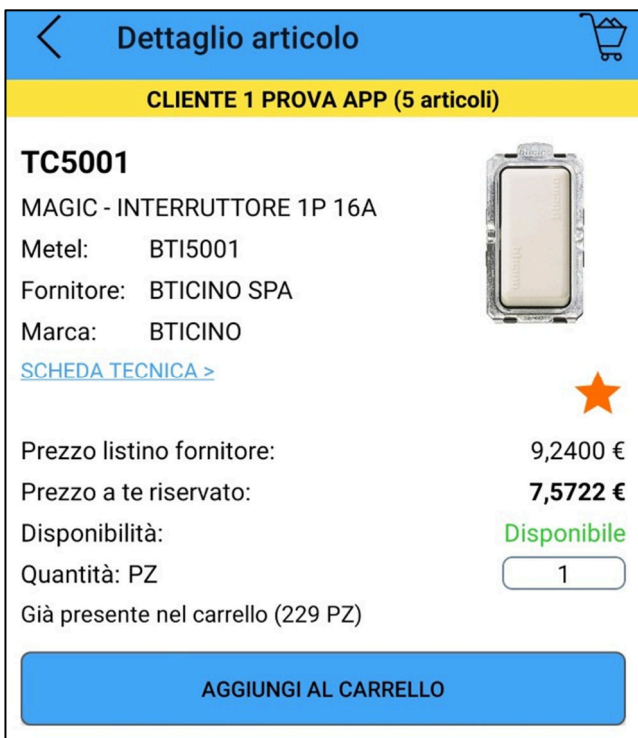 Dettaglio articolo
CLIENTE 1 PROVA APP (5 articoli)
TC5001
MAGIC - INTERRUTTORE 1P 16A
Metel: BTI5001
Fornitore: BTICINO SPA
Marca: BTICINO
SCHEDA TECNICA >
Prezzo listino fornitore: 9,2400 €
Prezzo a te riservato: 7,5722 €
Disponibilità: Disponibile
Quantità: PZ 1
Già presente nel carrello (229 PZ)
AGGIUNGI AL CARRELLO